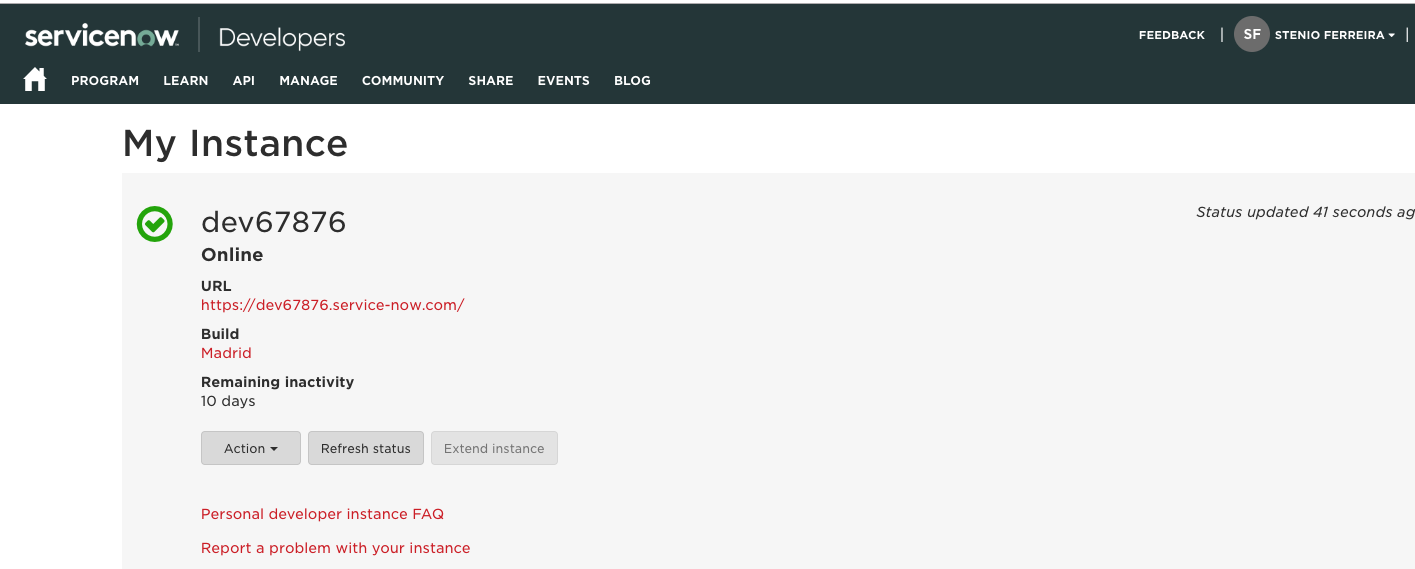 servicenow | Developers
FEEDBACK | SF STENIO FERREIRA |
PROGRAM LEARN API MANAGE COMMUNITY SHARE EVENTS BLOG
My Instance
dev67876
Status updated 41 seconds ag
Online
URL
https://dev67876.service-now.com/
Build
Madrid
Remaining inactivity
10 days
Action Refresh status Extend instance
Personal developer instance FAQ
Report a problem with your instance